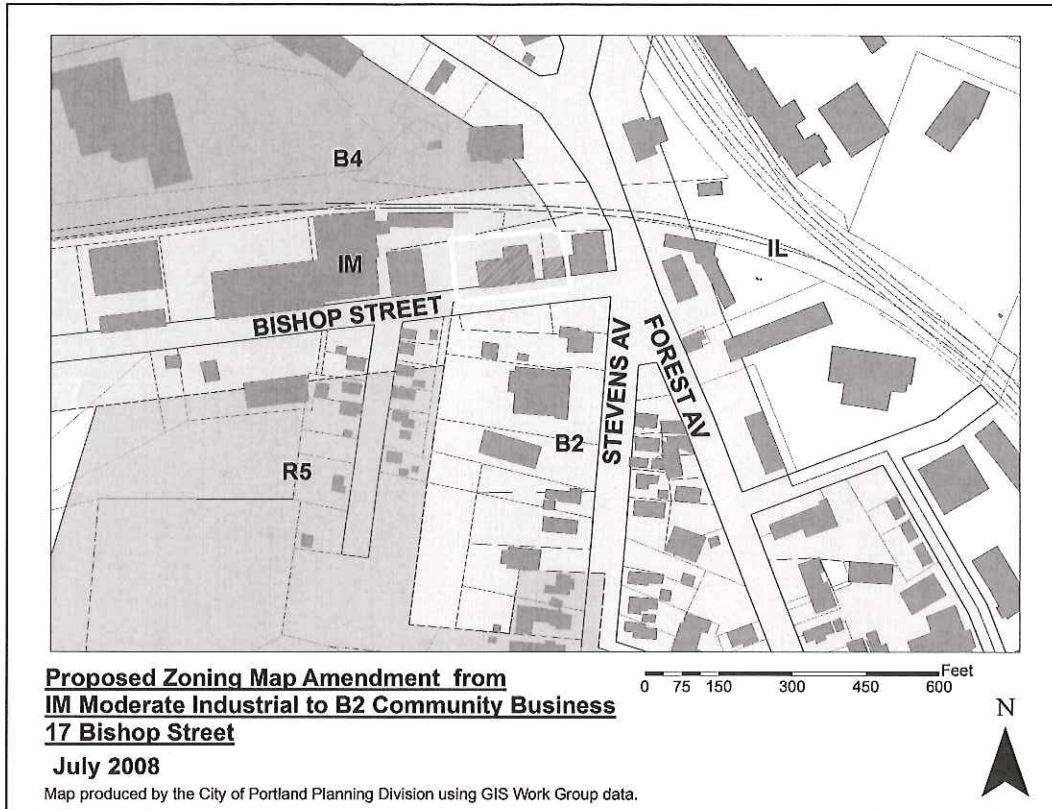 B4
IM
IL
BISHOP STREET
STEVENS AV
FOREST AV
B2
R5
Proposed Zoning Map Amendment from
IM Moderate Industrial to B2 Community Business
17 Bishop Street
July 2008
Map produced by the City of Portland Planning Division using GIS Work Group data.
Feet
0 75 150 300 450 600
N